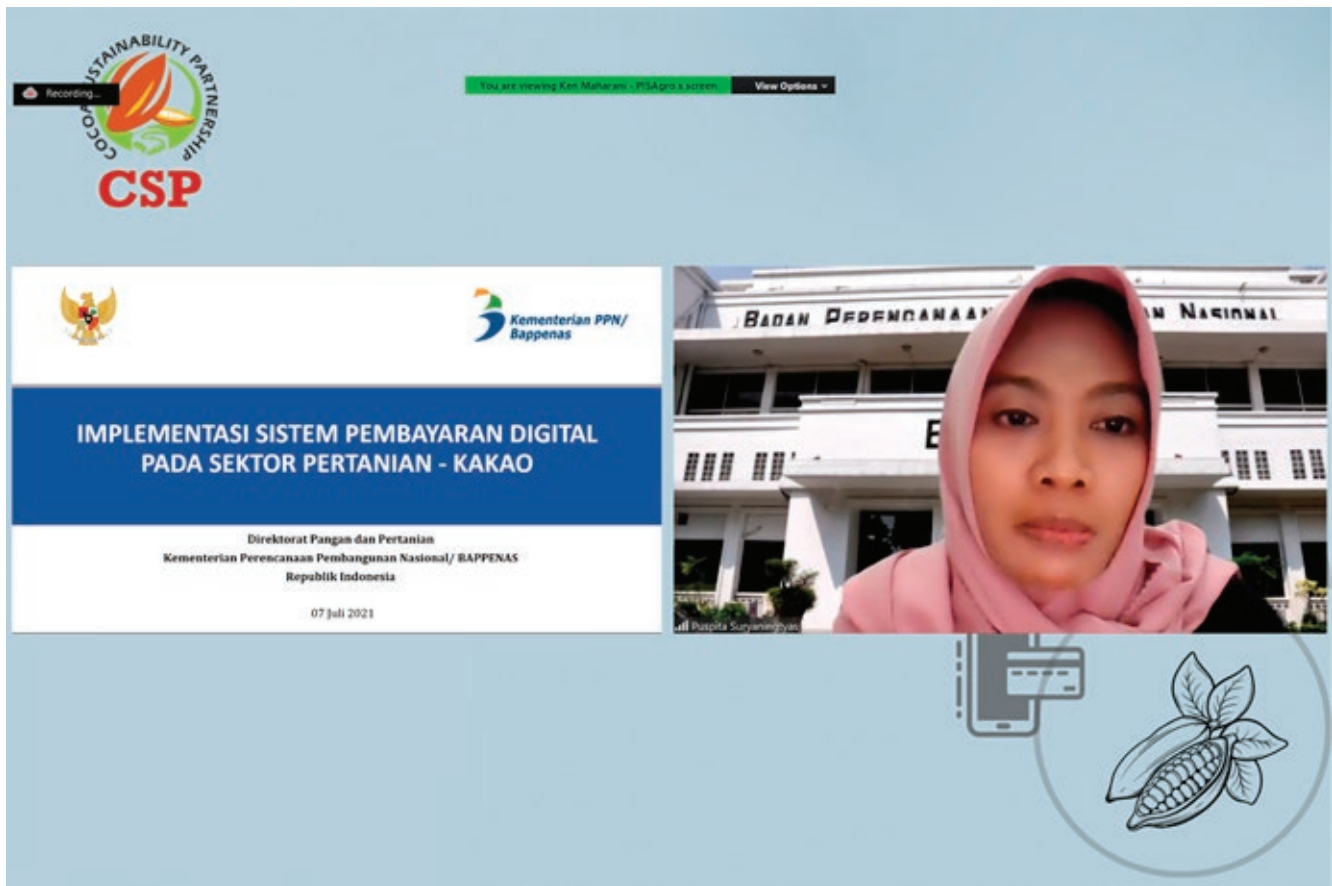 COCOA SUSTAINABILITY PARTNERSHIP
CSP
Recording...
You are viewing Ken Maharani - PISAgro's screen
View Options
Kementerian PPN/
Bappenas
IMPLEMENTASI SISTEM PEMBAYARAN DIGITAL
PADA SEKTOR PERTANIAN - KAKAO
Direktorat Pangan dan Pertanian
Kementerian Perencanaan Pembangunan Nasional/ BAPPENAS
Republik Indonesia
07 Juli 2021
BADAN PERENCANAAN N NASIONAL
B
Puspita Suryaningtyas